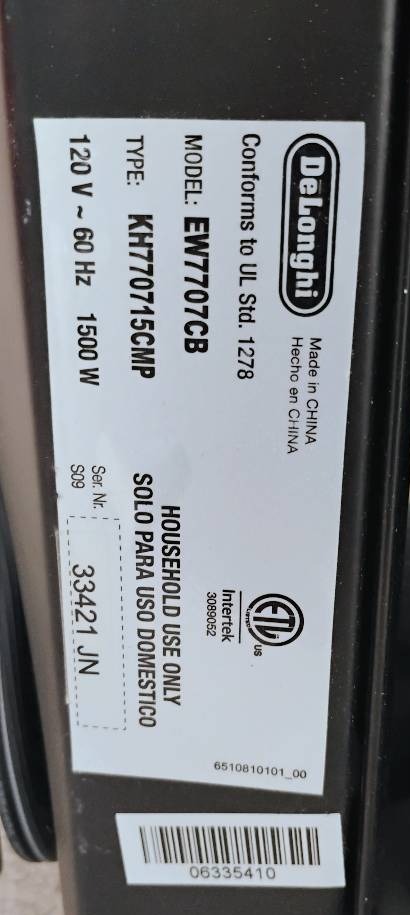 DeLonghi
Made in CHINA
Hecho en CHINA
Conforms to UL Std. 1278
MODEL: EW7707CB
TYPE: KH770715CMP
120 V ~ 60 Hz 1500 W
ETL
US
Intertek
3089052
HOUSEHOLD USE ONLY
SOLO PARA USO DOMESTICO
Ser. Nr.
S09
33421 JN
6510810101_00
06335410